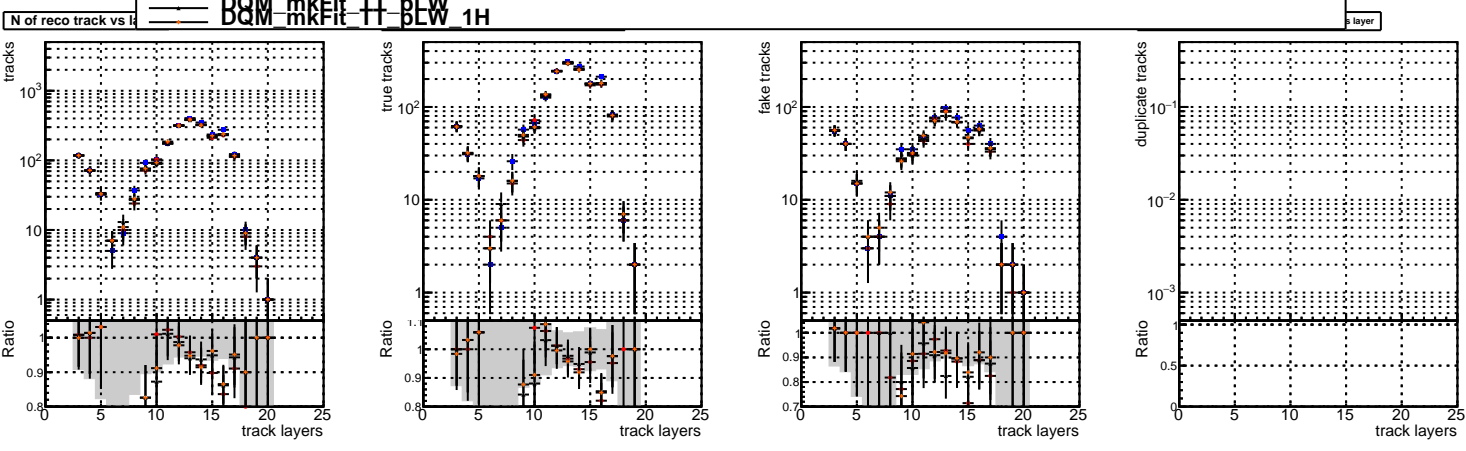 DQM_mkFit_TT_pLW
DQM_mkFit_TT_pLW_1H
N of reco track vs la
s layer
tracks
10³
10²
10
1
Ratio
1
0.9
0.8
0 5 10 15 20 25
track layers
true tracks
10²
10
1
Ratio
1.1
1
0.9
0.8
0 5 10 15 20 25
track layers
fake tracks
10²
10
1
Ratio
1
0.9
0.8
0.7
0 5 10 15 20 25
track layers
duplicate tracks
10⁻¹
10⁻²
10⁻³
Ratio
1
0.5
0
0 5 10 15 20 25
track layers